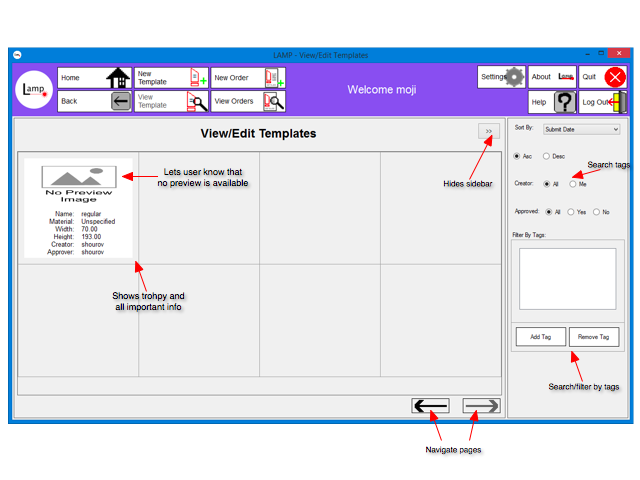 LAMP - View/Edit Templates
Lamp
Home
New Template
New Order
Welcome moji
Settings
About
Lamp
Quit
Back
View Template
View Orders
Help
Log Out
View/Edit Templates
>>
Sort By:
Submit Date
Asc
Desc
Search tags
Creator:
All
Me
Approved:
All
Yes
No
Filter By Tags:
Add Tag
Remove Tag
Search/filter by tags
Hides sidebar
Lets user know that
no preview is available
No Preview
Image
Name: regular
Material: Unspecified
Width: 70.00
Height: 193.00
Creator: shourov
Approver: shourov
Shows trohpy and
all important info
Navigate pages